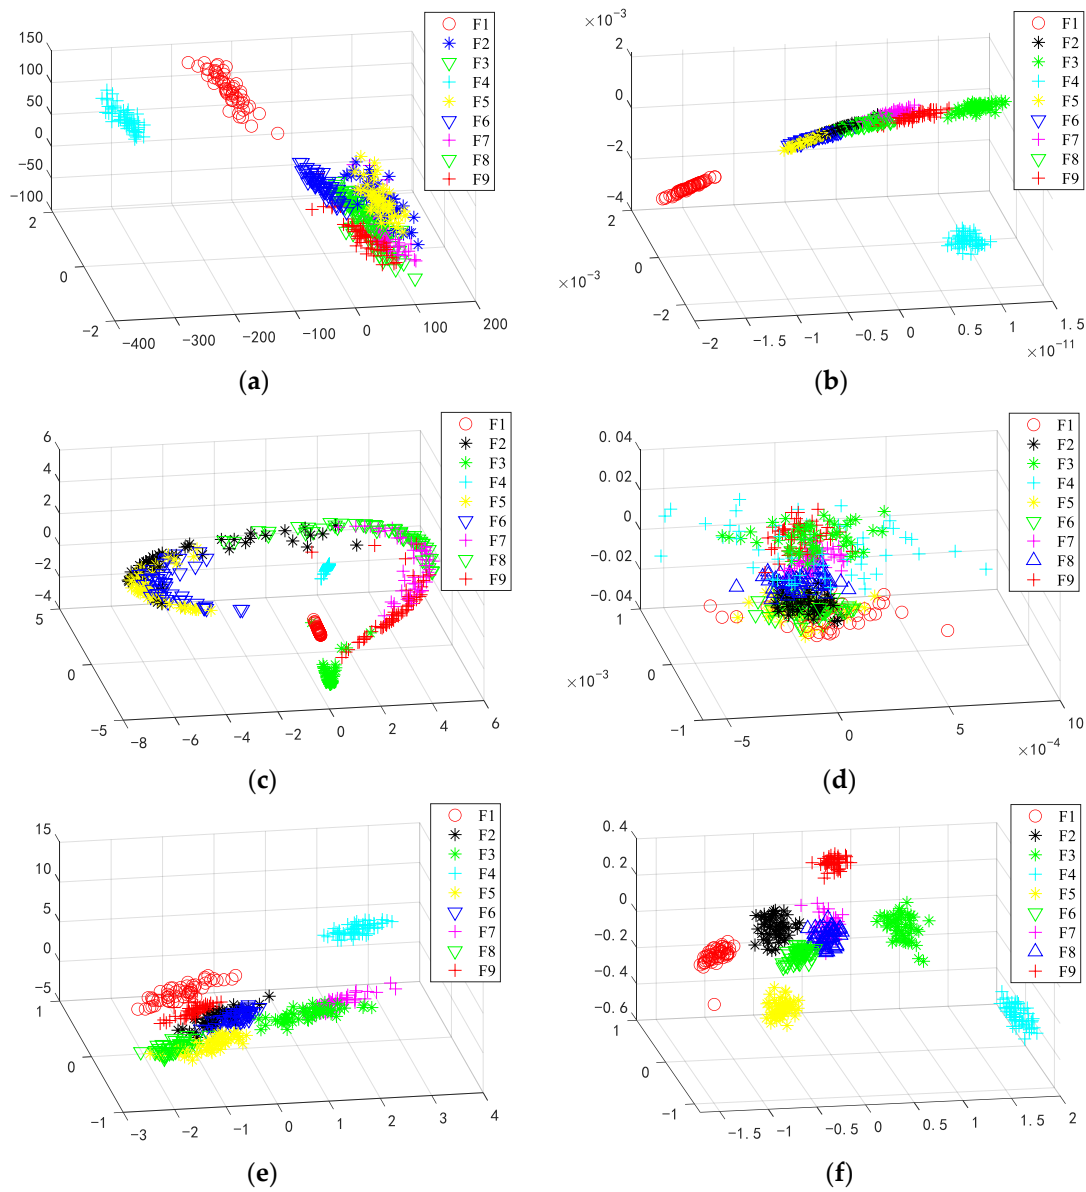 150
100
50
0
−50
−100
2
0
−2
−400
−300
−200
−100
0
100
200
F1
F2
F3
F4
F5
F6
F7
F8
F9
(a)
×10⁻³
2
0
−2
−4
2
0
−2
×10⁻³
−2
−1.5
−1
−0.5
0
0.5
1
1.5
×10⁻¹¹
F1
F2
F3
F4
F5
F6
F7
F8
F9
(b)
6
4
2
0
−2
−4
5
0
−5
−8
−6
−4
−2
0
2
4
6
F1
F2
F3
F4
F5
F6
F7
F8
F9
(c)
0.04
0.02
0
−0.02
−0.04
1
0
−1
×10⁻³
−5
0
5
10
×10⁻⁴
F1
F2
F3
F4
F5
F6
F7
F8
F9
(d)
15
10
5
0
−5
1
0
−1
−3
−2
−1
0
1
2
3
4
F1
F2
F3
F4
F5
F6
F7
F8
F9
(e)
0.4
0.2
0
−0.2
−0.4
−0.6
1
0
−1
−1.5
−1
−0.5
0
0.5
1
1.5
2
F1
F2
F3
F4
F5
F6
F7
F8
F9
(f)